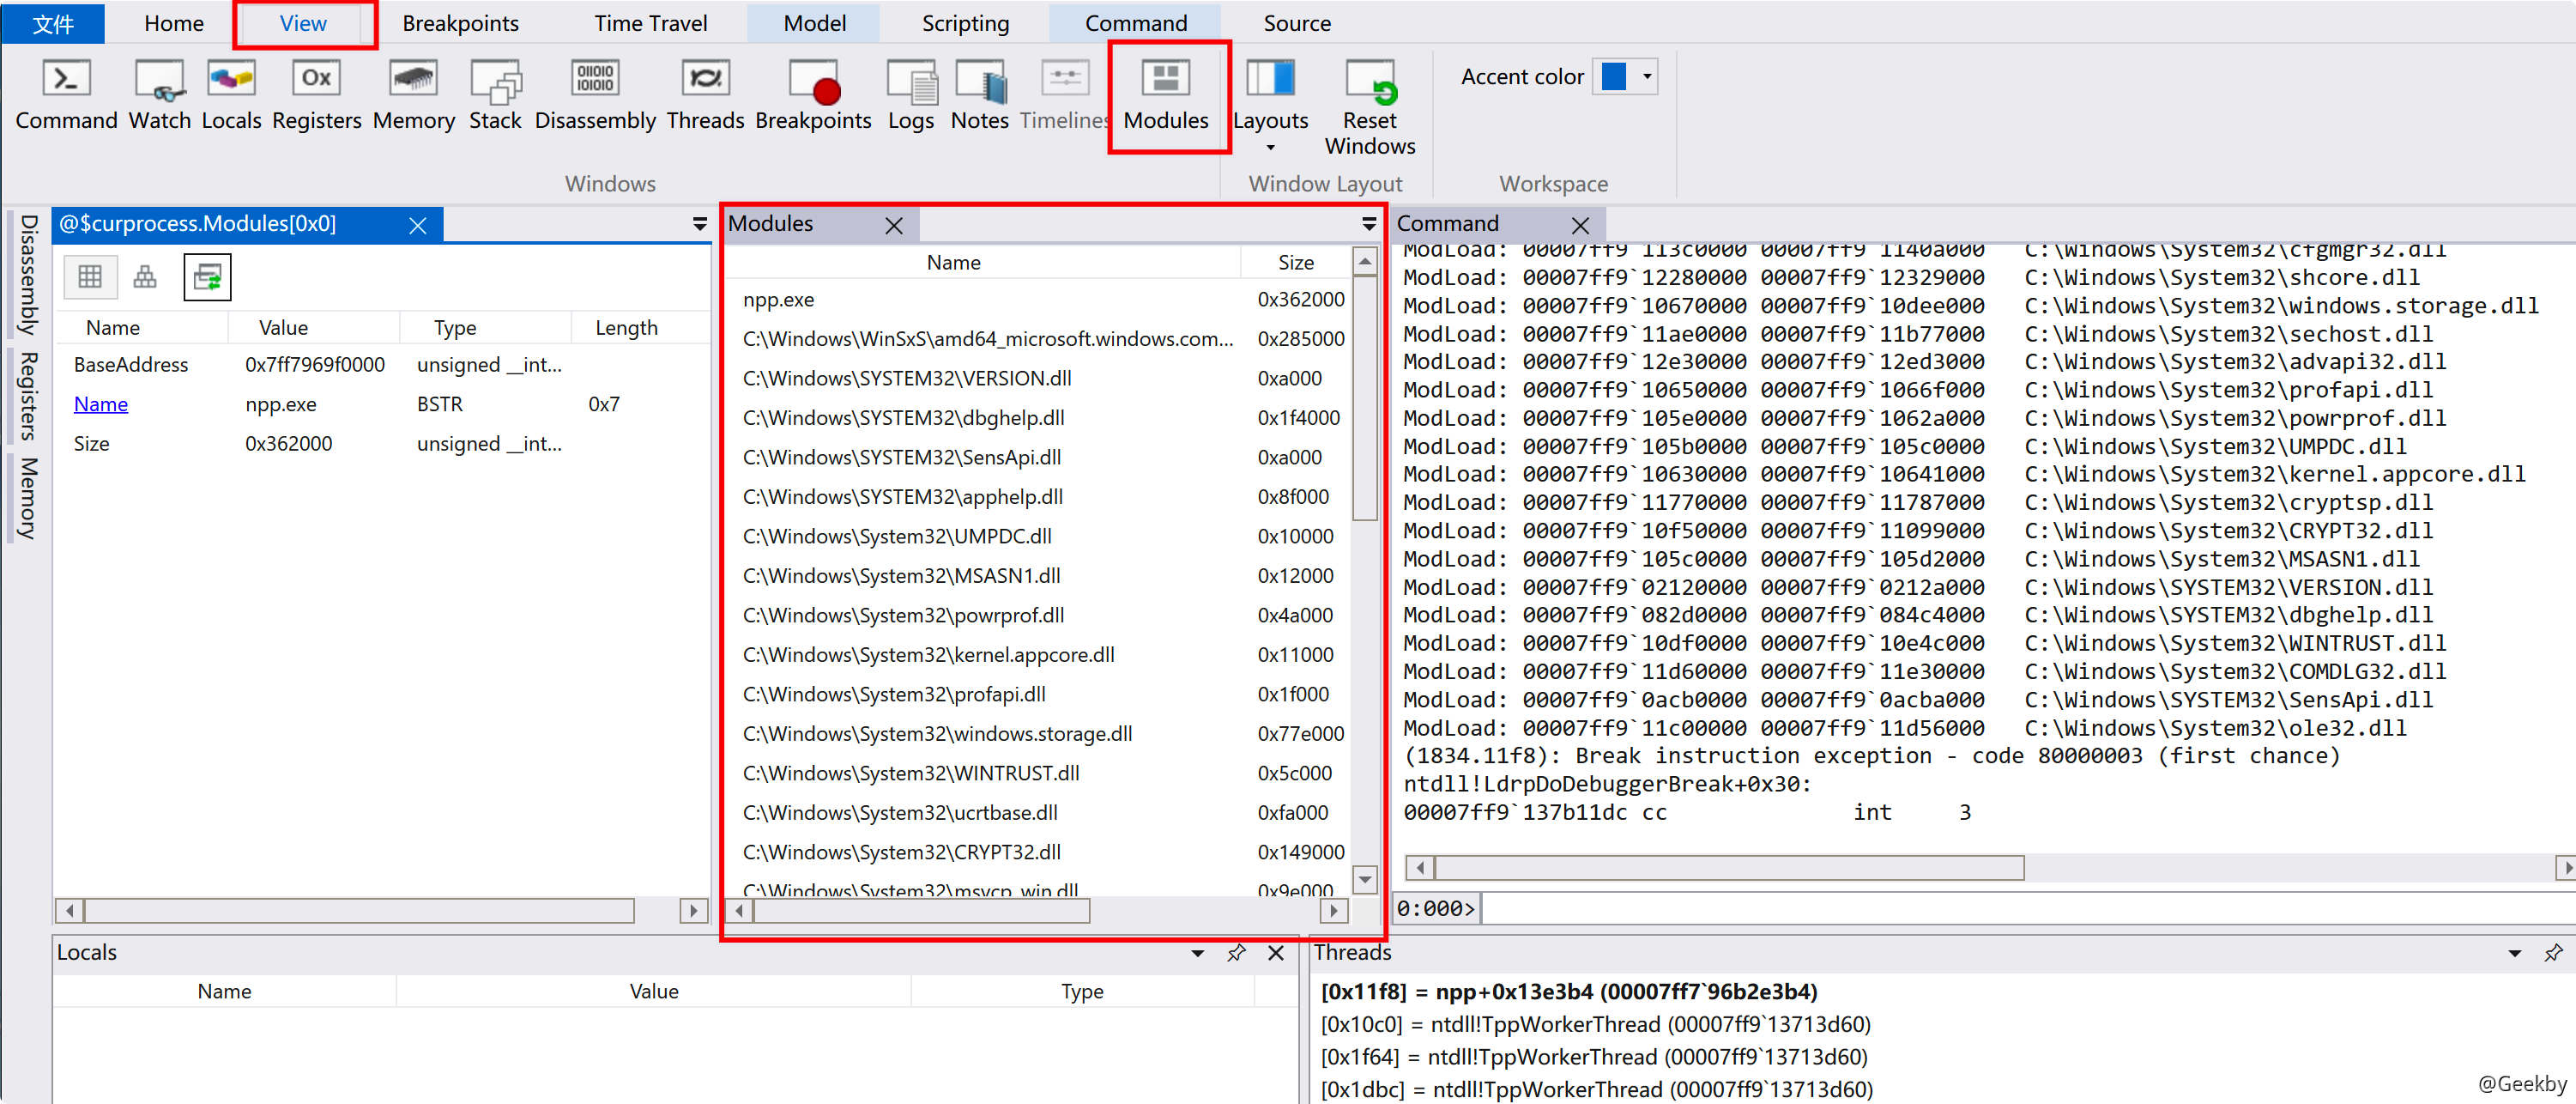 文件 Home View Breakpoints Time Travel Model Scripting Command Source
Command Watch Locals Registers Memory Stack Disassembly Threads Breakpoints Logs Notes Timelines Modules Layouts Reset Windows
Accent color
Windows Window Layout Workspace
Disassembly
Registers
Memory
@$curprocess.Modules[0x0]
Name Value Type Length
BaseAddress 0x7ff7969f0000 unsigned __int...
Name npp.exe BSTR 0x7
Size 0x362000 unsigned __int...
Modules
Name Size
npp.exe 0x362000
C:\Windows\WinSxS\amd64_microsoft.windows.com... 0x285000
C:\Windows\SYSTEM32\VERSION.dll 0xa000
C:\Windows\SYSTEM32\dbghelp.dll 0x1f4000
C:\Windows\SYSTEM32\SensApi.dll 0xa000
C:\Windows\SYSTEM32\apphelp.dll 0x8f000
C:\Windows\System32\UMPDC.dll 0x10000
C:\Windows\System32\MSASN1.dll 0x12000
C:\Windows\System32\powrprof.dll 0x4a000
C:\Windows\System32\kernel.appcore.dll 0x11000
C:\Windows\System32\profapi.dll 0x1f000
C:\Windows\System32\windows.storage.dll 0x77e000
C:\Windows\System32\WINTRUST.dll 0x5c000
C:\Windows\System32\ucrtbase.dll 0xfa000
C:\Windows\System32\CRYPT32.dll 0x149000
C:\Windows\System32\msvcp_win.dll 0x9e000
Command
ModLoad: 00007ff9`113c0000 00007ff9`1140a000 C:\Windows\System32\cfgmgr32.dll
ModLoad: 00007ff9`12280000 00007ff9`12329000 C:\Windows\System32\shcore.dll
ModLoad: 00007ff9`10670000 00007ff9`10dee000 C:\Windows\System32\windows.storage.dll
ModLoad: 00007ff9`11ae0000 00007ff9`11b77000 C:\Windows\System32\sechost.dll
ModLoad: 00007ff9`12e30000 00007ff9`12ed3000 C:\Windows\System32\advapi32.dll
ModLoad: 00007ff9`10650000 00007ff9`1066f000 C:\Windows\System32\profapi.dll
ModLoad: 00007ff9`105e0000 00007ff9`1062a000 C:\Windows\System32\powrprof.dll
ModLoad: 00007ff9`105b0000 00007ff9`105c0000 C:\Windows\System32\UMPDC.dll
ModLoad: 00007ff9`10630000 00007ff9`10641000 C:\Windows\System32\kernel.appcore.dll
ModLoad: 00007ff9`11770000 00007ff9`11787000 C:\Windows\System32\cryptsp.dll
ModLoad: 00007ff9`10f50000 00007ff9`11099000 C:\Windows\System32\CRYPT32.dll
ModLoad: 00007ff9`105c0000 00007ff9`105d2000 C:\Windows\System32\MSASN1.dll
ModLoad: 00007ff9`02120000 00007ff9`0212a000 C:\Windows\SYSTEM32\VERSION.dll
ModLoad: 00007ff9`082d0000 00007ff9`084c4000 C:\Windows\SYSTEM32\dbghelp.dll
ModLoad: 00007ff9`10df0000 00007ff9`10e4c000 C:\Windows\System32\WINTRUST.dll
ModLoad: 00007ff9`11d60000 00007ff9`11e30000 C:\Windows\System32\COMDLG32.dll
ModLoad: 00007ff9`0acb0000 00007ff9`0acba000 C:\Windows\SYSTEM32\SensApi.dll
ModLoad: 00007ff9`11c00000 00007ff9`11d56000 C:\Windows\System32\ole32.dll
(1834.11f8): Break instruction exception - code 80000003 (first chance)
ntdll!LdrpDoDebuggerBreak+0x30:
00007ff9`137b11dc cc int 3
0:000>
Locals
Name Value Type
Threads
[0x11f8] = npp+0x13e3b4 (00007ff7`96b2e3b4)
[0x10c0] = ntdll!TppWorkerThread (00007ff9`13713d60)
[0x1f64] = ntdll!TppWorkerThread (00007ff9`13713d60)
[0x1dbc] = ntdll!TppWorkerThread (00007ff9`13713d60)
@Geekby